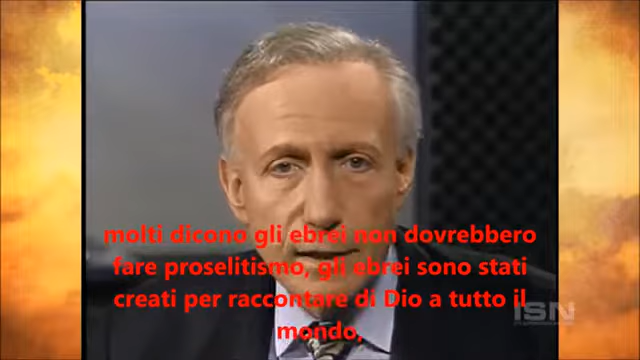 molti dicono gli ebrei non dovrebbero
fare proselitismo, gli ebrei sono stati
creati per raccontare di Dio a tutto il
mondo,
ISN